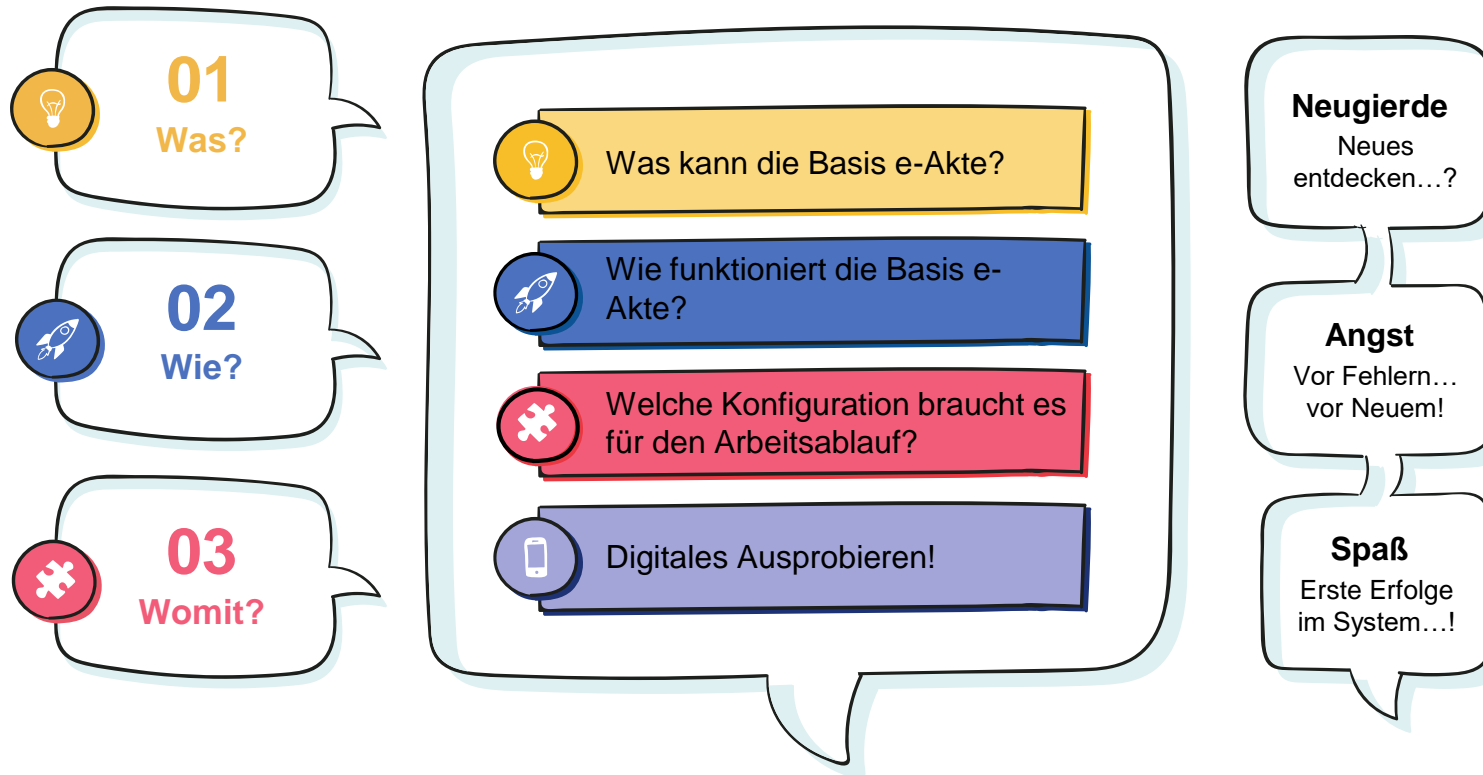 01
Was?
02
Wie?
03
Womit?
Was kann die Basis e-Akte?
Wie funktioniert die Basis e-
Akte?
Welche Konfiguration braucht es
für den Arbeitsablauf?
Digitales Ausprobieren!
Neugierde
Neues
entdecken…?
Angst
Vor Fehlern…
vor Neuem!
Spaß
Erste Erfolge
im System…!